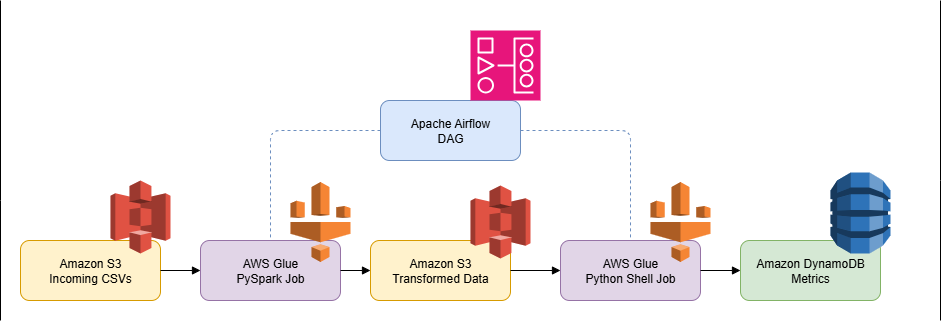 Apache Airflow
DAG
Amazon S3
Incoming CSVs
AWS Glue
PySpark Job
Amazon S3
Transformed Data
AWS Glue
Python Shell Job
Amazon DynamoDB
Metrics